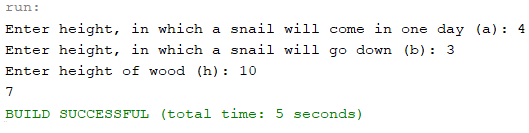 run:
Enter height, in which a snail will come in one day (a): 4
Enter height, in which a snail will go down (b): 3
Enter height of wood (h): 10
7
BUILD SUCCESSFUL (total time: 5 seconds)